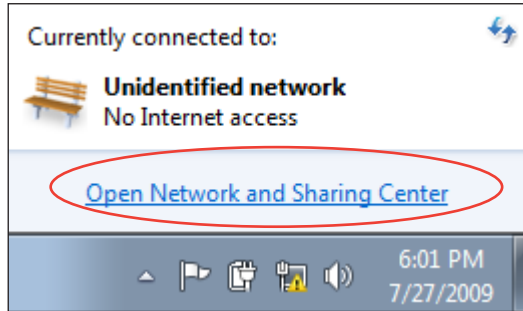 Currently connected to:
Unidentified network
No Internet access
Open Network and Sharing Center
6:01 PM
7/27/2009